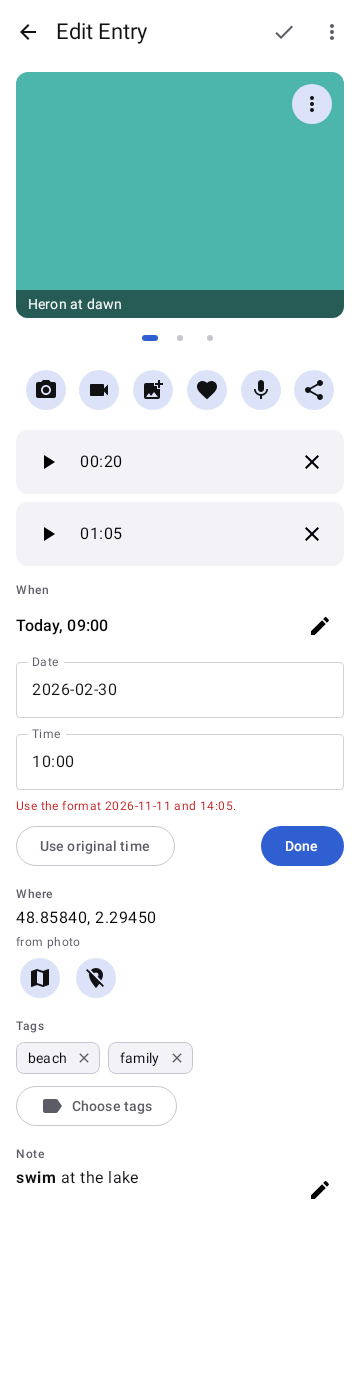 Edit Entry
Heron at dawn
00:20
01:05
When
Today, 09:00
Date
2026-02-30
Time
10:00
Use the format 2026-11-11 and 14:05.
Use original time
Done
Where
48.85840, 2.29450
from photo
Tags
beach
family
Choose tags
Note
swim at the lake